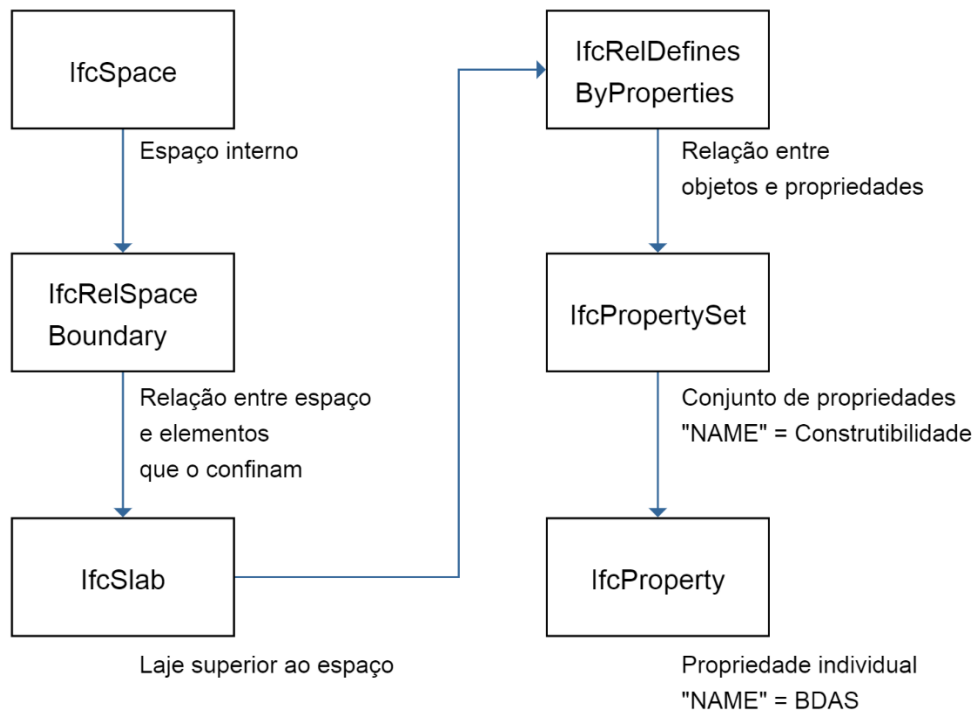 IfcSpace
Espaço interno
IfcRelSpace
Boundary
Relação entre espaço
e elementos
que o confinam
IfcSlab
Laje superior ao espaço
IfcRelDefines
ByProperties
Relação entre
objetos e propriedades
IfcPropertySet
Conjunto de propriedades
"NAME" = Construtibilidade
IfcProperty
Propriedade individual
"NAME" = BDAS